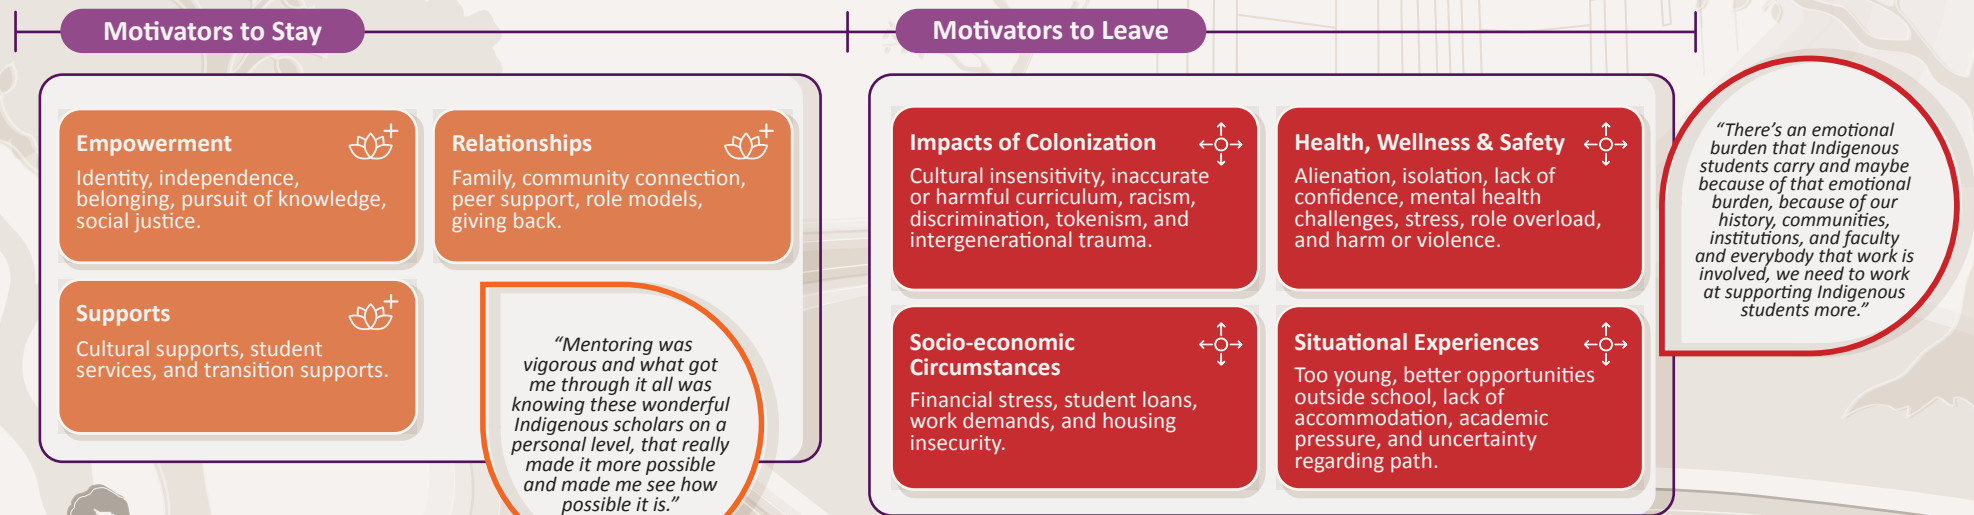 Motivators to Stay
Empowerment
Identity, independence,
belonging, pursuit of knowledge,
social justice.
Relationships
Family, community connection,
peer support, role models,
giving back.
Supports
Cultural supports, student
services, and transition supports.
“Mentoring was
vigorous and what got
me through it all was
knowing these wonderful
Indigenous scholars on a
personal level, that really
made it more possible
and made me see how
possible it is.”
Motivators to Leave
Impacts of Colonization
Cultural insensitivity, inaccurate
or harmful curriculum, racism,
discrimination, tokenism, and
intergenerational trauma.
Health, Wellness & Safety
Alienation, isolation, lack of
confidence, mental health
challenges, stress, role overload,
and harm or violence.
Socio-economic
Circumstances
Financial stress, student loans,
work demands, and housing
insecurity.
Situational Experiences
Too young, better opportunities
outside school, lack of
accommodation, academic
pressure, and uncertainty
regarding path.
“There’s an emotional
burden that Indigenous
students carry and maybe
because of that emotional
burden, because of our
history, communities,
institutions, and faculty
and everybody that work is
involved, we need to work
at supporting Indigenous
students more.”